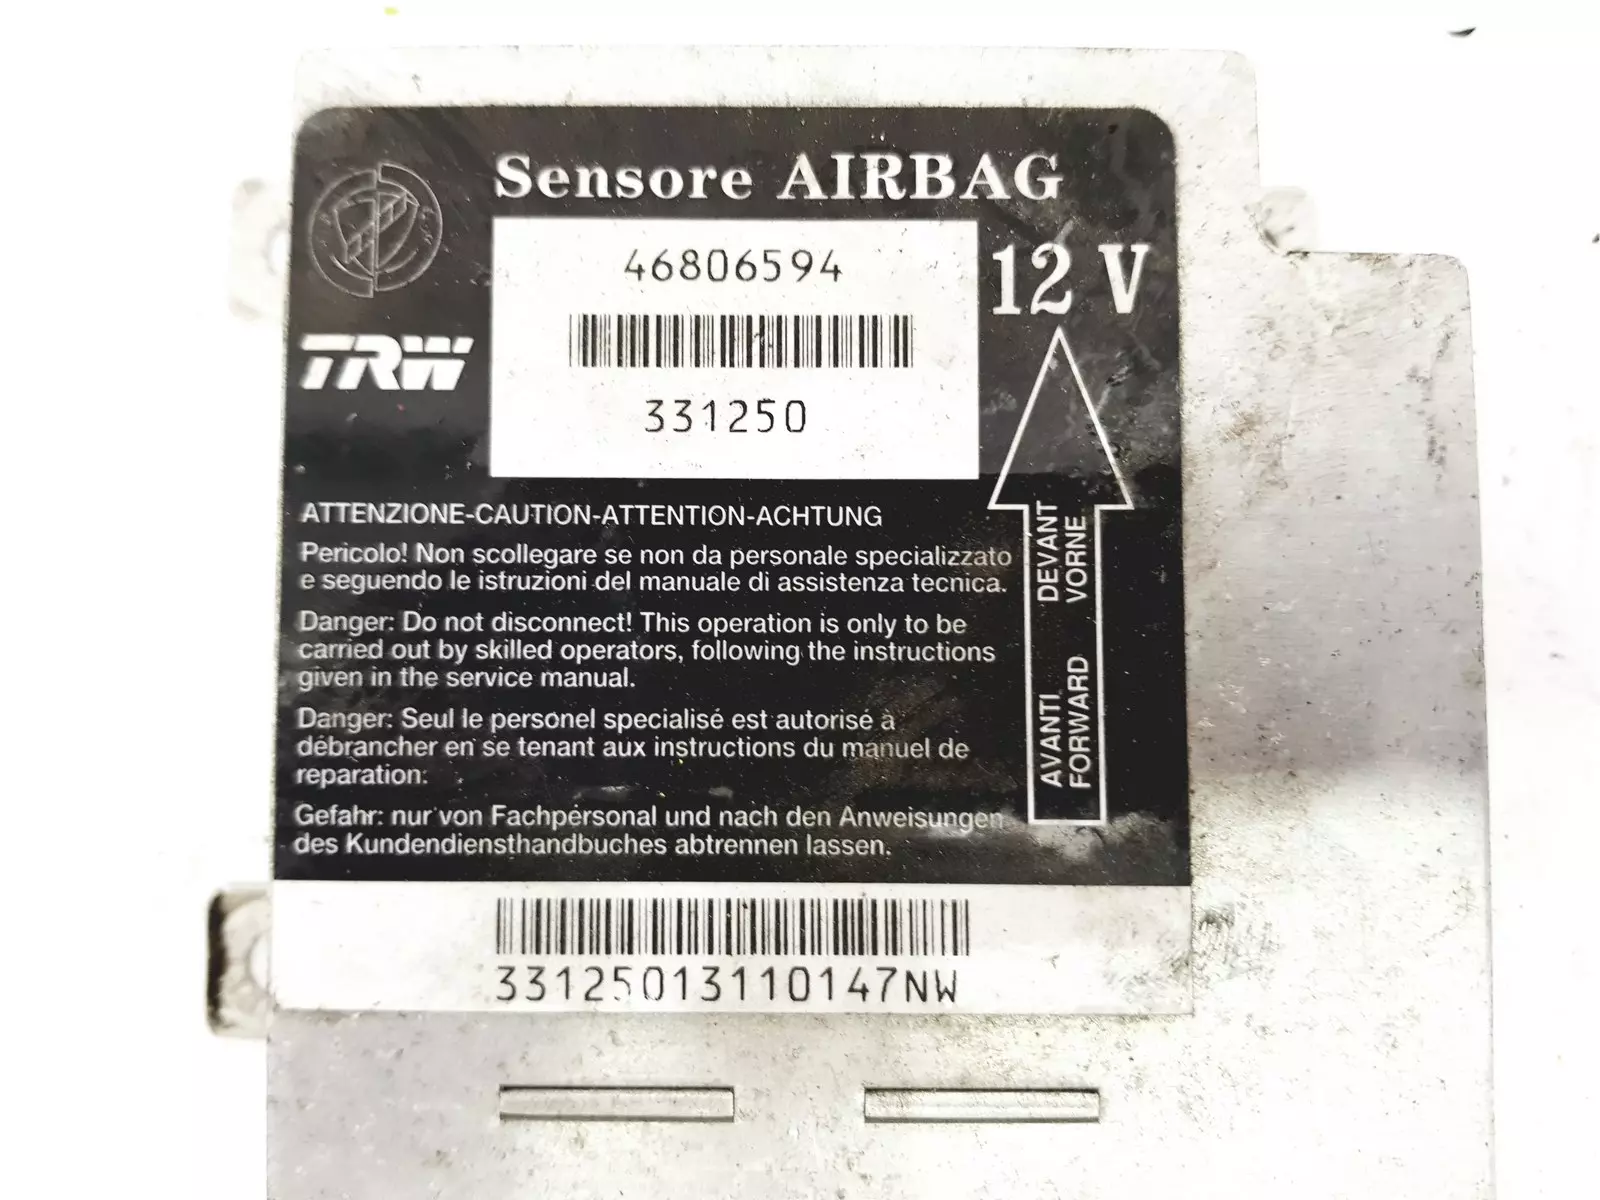 Sensore AIRBAG
46806594
12 V
TRW
331250
ATTENZIONE-CAUTION-ATTENTION-ACHTUNG
Pericolo! Non scollegare se non da personale specializzato
e seguendo le istruzioni del manuale di assistenza tecnica.
Danger: Do not disconnect! This operation is only to be
carried out by skilled operators, following the instructions
given in the service manual.
Danger: Seul le personel specialisé est autorisé à
débrancher en se tenant aux instructions du manuel de
reparation.
Gefahr: nur von Fachpersonal und nach den Anweisungen
des Kundendiensthandbuches abtrennen lassen.
DEVANT
VORNE
AVANTI
FORWARD
33125013110147NW